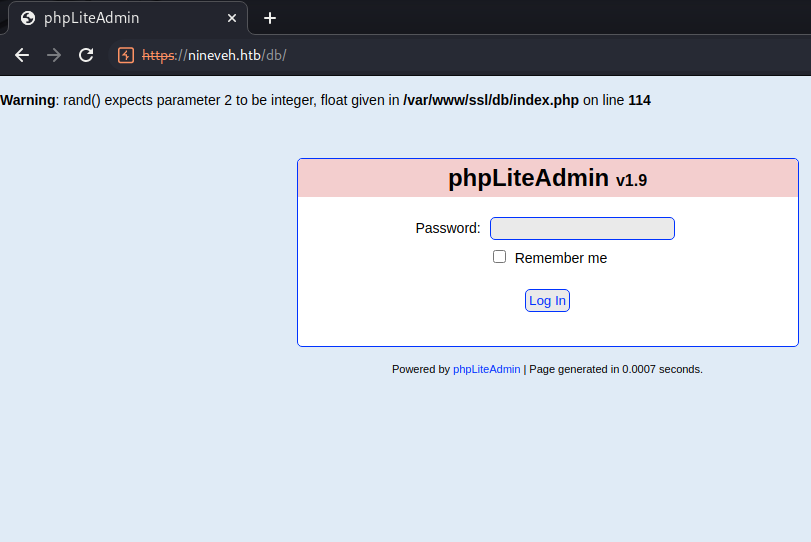 phpLiteAdmin
https://nineveh.htb/db/
Warning: rand() expects parameter 2 to be integer, float given in /var/www/ssl/db/index.php on line 114
phpLiteAdmin v1.9
Password:
Remember me
Log In
Powered by phpLiteAdmin | Page generated in 0.0007 seconds.